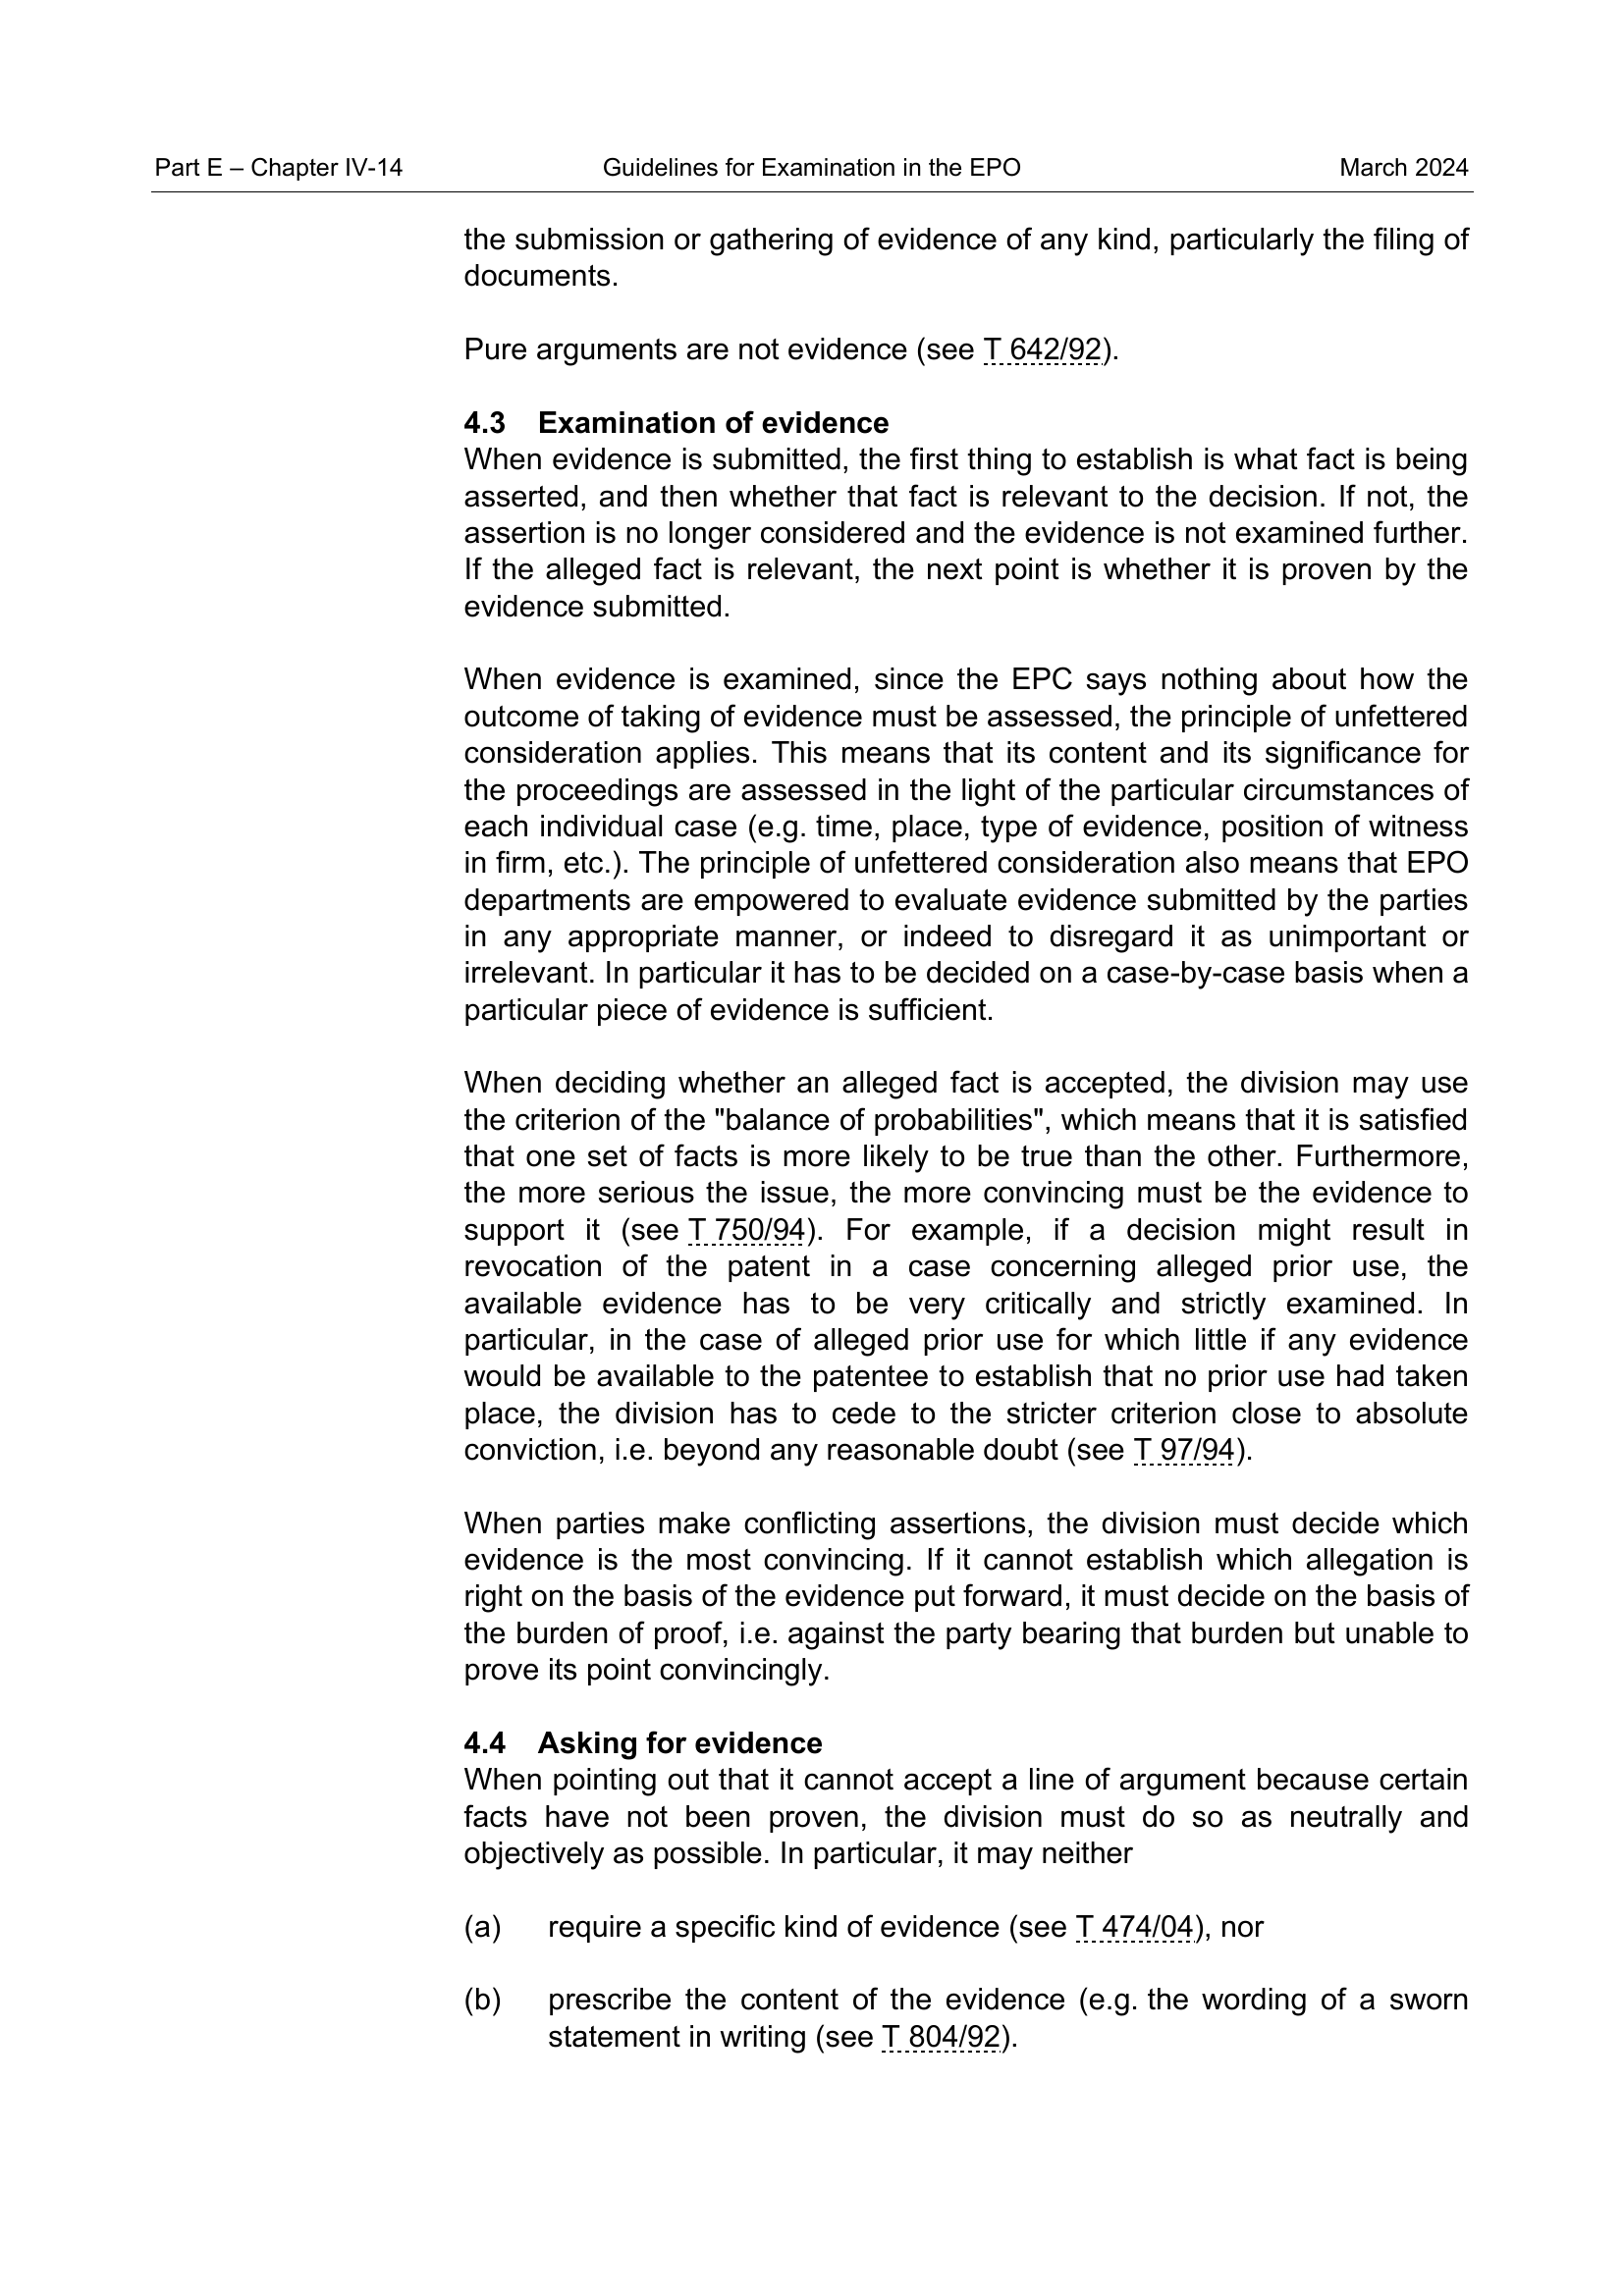 Part E – Chapter IV-14 Guidelines for Examination in the EPO March 2024
the submission or gathering of evidence of any kind, particularly the filing of
documents.
Pure arguments are not evidence (see T 642/92).
4.3 Examination of evidence
When evidence is submitted, the first thing to establish is what fact is being
asserted, and then whether that fact is relevant to the decision. If not, the
assertion is no longer considered and the evidence is not examined further.
If the alleged fact is relevant, the next point is whether it is proven by the
evidence submitted.
When evidence is examined, since the EPC says nothing about how the
outcome of taking of evidence must be assessed, the principle of unfettered
consideration applies. This means that its content and its significance for
the proceedings are assessed in the light of the particular circumstances of
each individual case (e.g. time, place, type of evidence, position of witness
in firm, etc.). The principle of unfettered consideration also means that EPO
departments are empowered to evaluate evidence submitted by the parties
in any appropriate manner, or indeed to disregard it as unimportant or
irrelevant. In particular it has to be decided on a case-by-case basis when a
particular piece of evidence is sufficient.
When deciding whether an alleged fact is accepted, the division may use
the criterion of the "balance of probabilities", which means that it is satisfied
that one set of facts is more likely to be true than the other. Furthermore,
the more serious the issue, the more convincing must be the evidence to
support it (see T 750/94). For example, if a decision might result in
revocation of the patent in a case concerning alleged prior use, the
available evidence has to be very critically and strictly examined. In
particular, in the case of alleged prior use for which little if any evidence
would be available to the patentee to establish that no prior use had taken
place, the division has to cede to the stricter criterion close to absolute
conviction, i.e. beyond any reasonable doubt (see T 97/94).
When parties make conflicting assertions, the division must decide which
evidence is the most convincing. If it cannot establish which allegation is
right on the basis of the evidence put forward, it must decide on the basis of
the burden of proof, i.e. against the party bearing that burden but unable to
prove its point convincingly.
4.4 Asking for evidence
When pointing out that it cannot accept a line of argument because certain
facts have not been proven, the division must do so as neutrally and
objectively as possible. In particular, it may neither
(a) require a specific kind of evidence (see T 474/04), nor
(b) prescribe the content of the evidence (e.g. the wording of a sworn
statement in writing (see T 804/92).